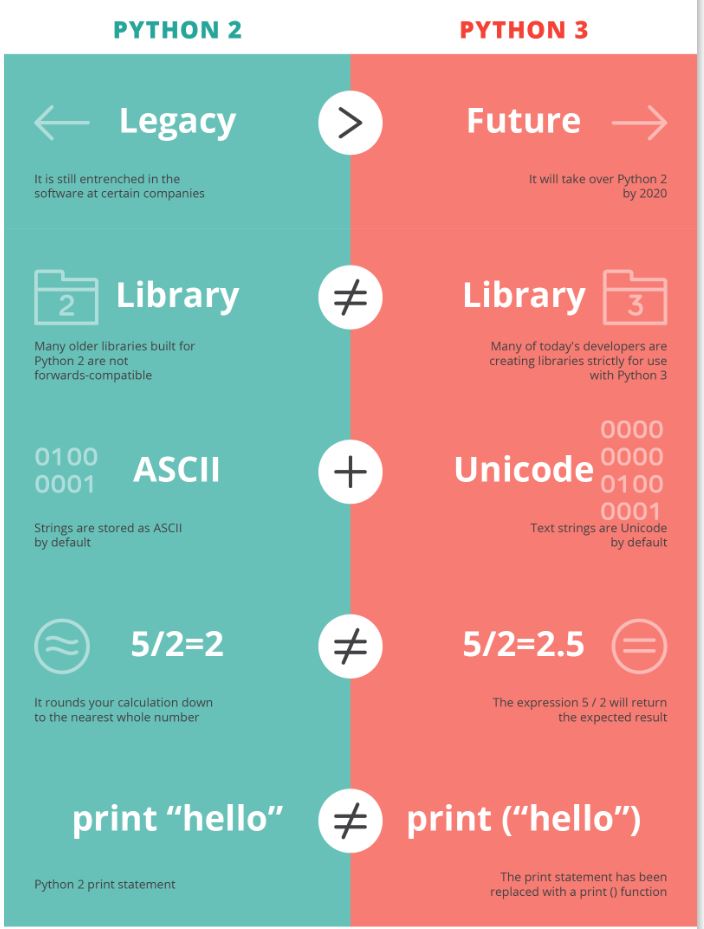 PYTHON 2
PYTHON 3
Legacy
>
Future
It is still entrenched in the
software at certain companies
It will take over Python 2
by 2020
2
Library
≠
Library
3
Many older libraries built for
Python 2 are not
forwards-compatible
Many of today's developers are
creating libraries strictly for use
with Python 3
0100
0001
ASCII
+
Unicode
0000
0000
0100
0001
Strings are stored as ASCII
by default
Text strings are Unicode
by default
5/2=2
≠
5/2=2.5
It rounds your calculation down
to the nearest whole number
The expression 5 / 2 will return
the expected result
print “hello”
≠
print (“hello”)
Python 2 print statement
The print statement has been
replaced with a print () function